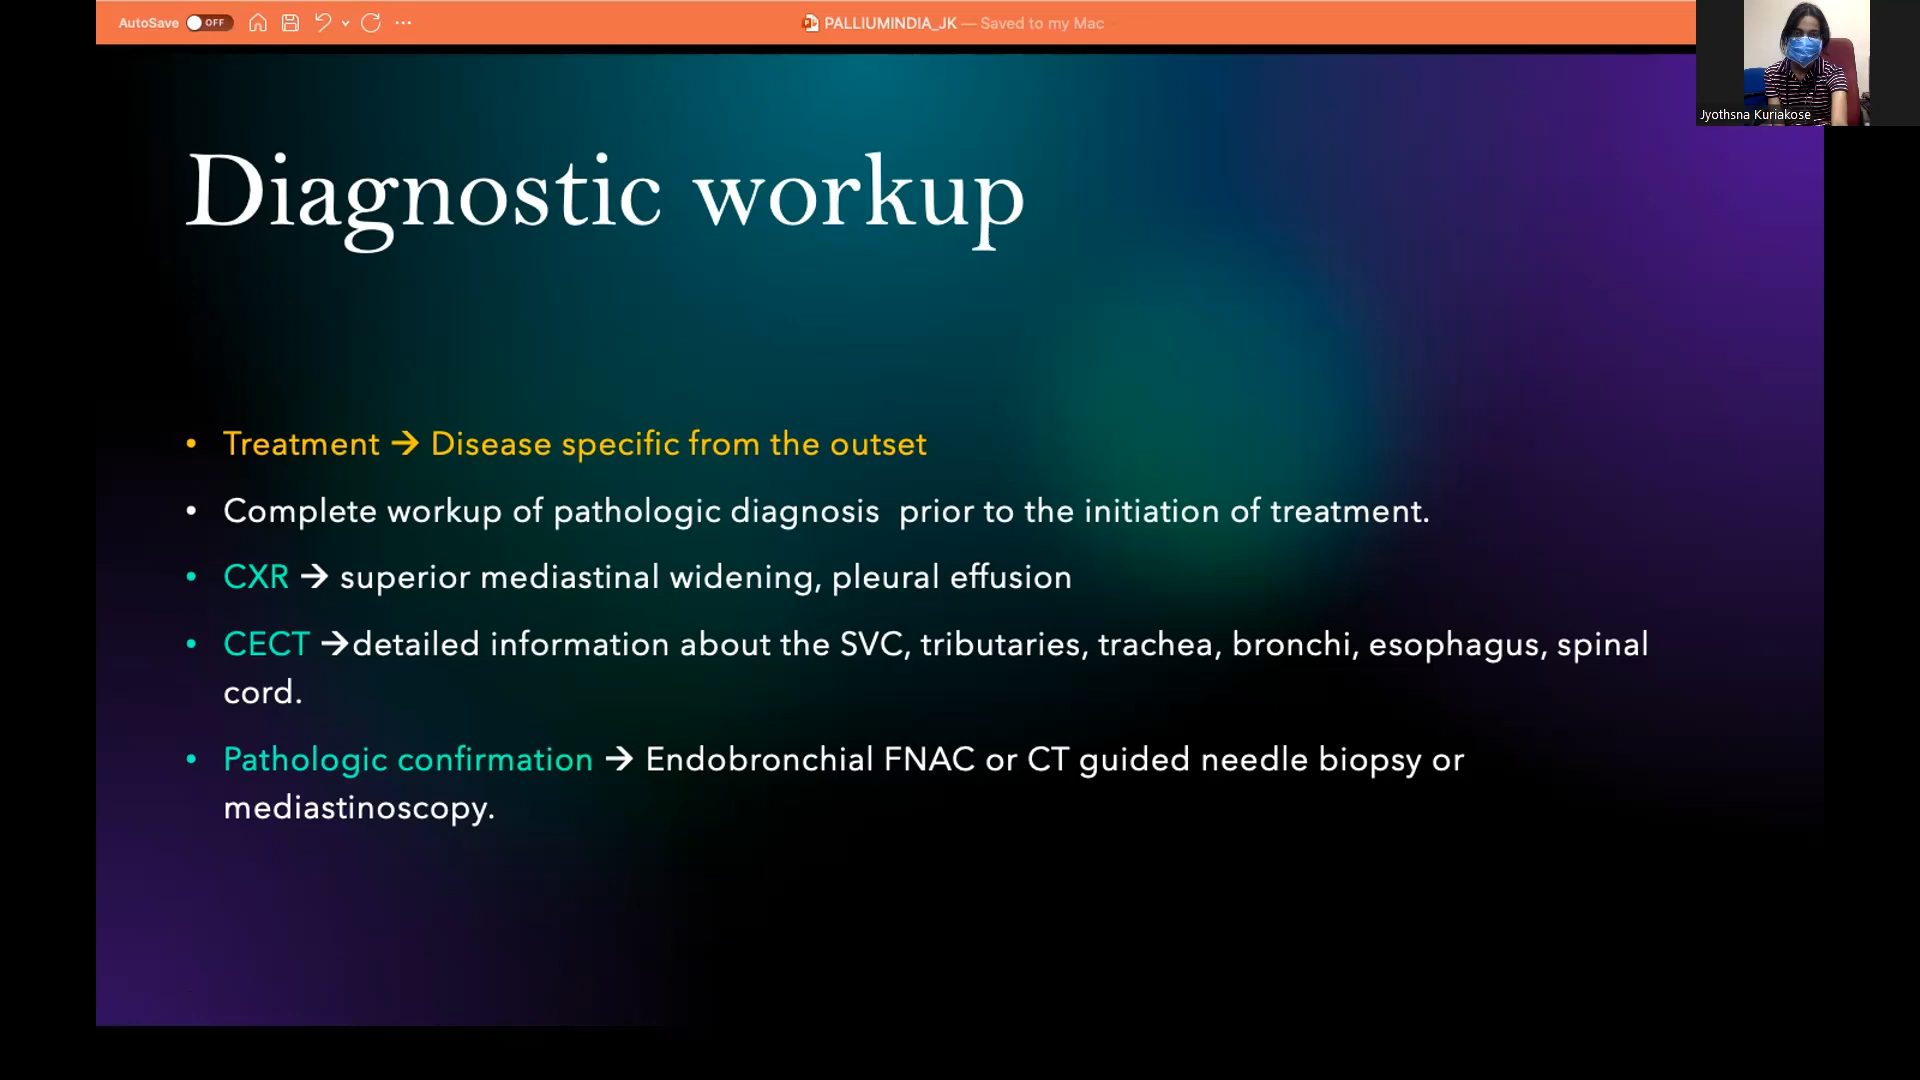 AutoSave OFF
PALLIUMINDIA_JK — Saved to my Mac
Jyothsna Kuriakose
Diagnostic workup
• Treatment → Disease specific from the outset
• Complete workup of pathologic diagnosis  prior to the initiation of treatment.
• CXR → superior mediastinal widening, pleural effusion
• CECT →detailed information about the SVC, tributaries, trachea, bronchi, esophagus, spinal
cord.
• Pathologic confirmation → Endobronchial FNAC or CT guided needle biopsy or
mediastinoscopy.